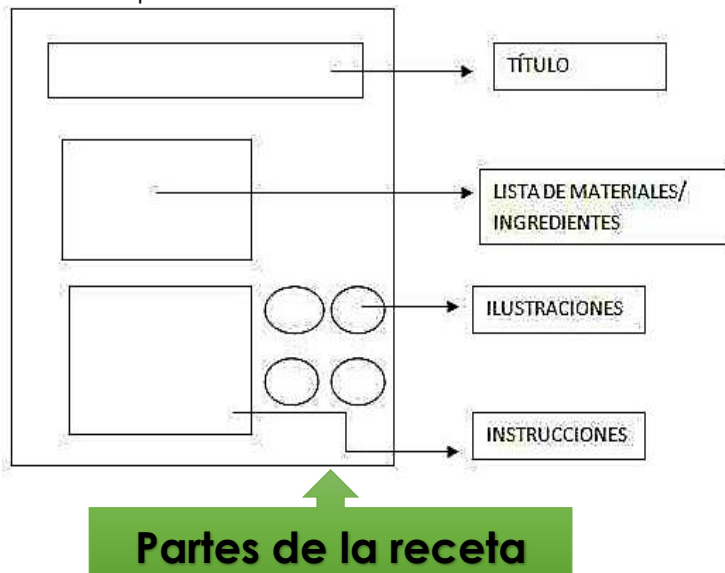 TÍTULO
LISTA DE MATERIALES/
INGREDIENTES
ILUSTRACIONES
INSTRUCCIONES
Partes de la receta